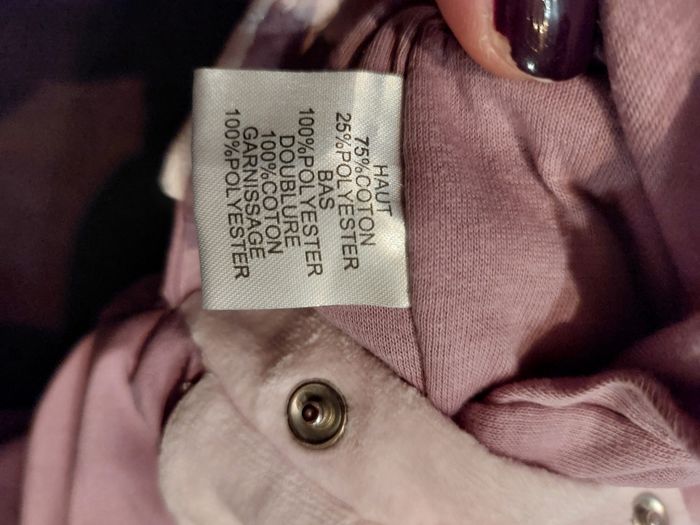 HAUT
75%COTON
25%POLYESTER
BAS
100%POLYESTER
DOUBLURE
100%COTON
GARNISSAGE
100%POLYESTER